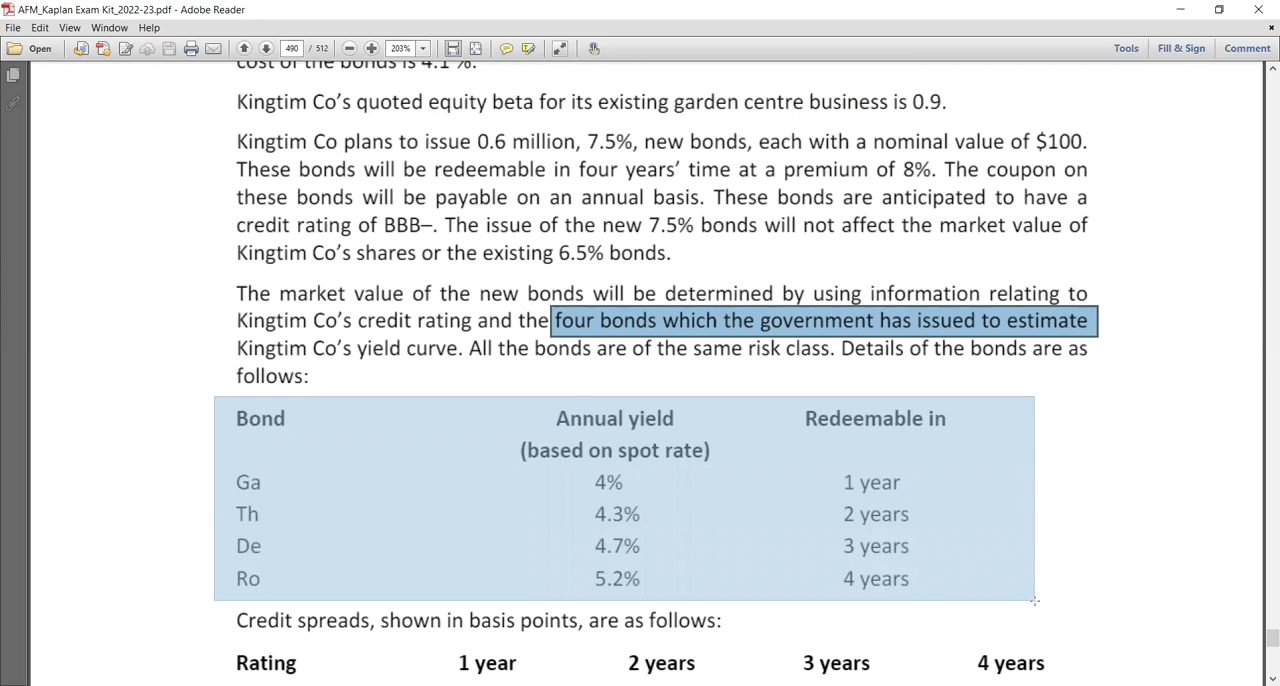 AFM_Kaplan Exam Kit_2022-23.pdf - Adobe Reader
File Edit View Window Help
Open 490 / 512 203% Tools Fill & Sign Comment
cost of the bonds is 4.1 %.
Kingtim Co’s quoted equity beta for its existing garden centre business is 0.9.
Kingtim Co plans to issue 0.6 million, 7.5%, new bonds, each with a nominal value of $100.
These bonds will be redeemable in four years’ time at a premium of 8%. The coupon on
these bonds will be payable on an annual basis. These bonds are anticipated to have a
credit rating of BBB–. The issue of the new 7.5% bonds will not affect the market value of
Kingtim Co’s shares or the existing 6.5% bonds.
The market value of the new bonds will be determined by using information relating to
Kingtim Co’s credit rating and the four bonds which the government has issued to estimate
Kingtim Co’s yield curve. All the bonds are of the same risk class. Details of the bonds are as
follows:
Bond Annual yield Redeemable in
(based on spot rate)
Ga 4% 1 year
Th 4.3% 2 years
De 4.7% 3 years
Ro 5.2% 4 years
Credit spreads, shown in basis points, are as follows:
Rating 1 year 2 years 3 years 4 years